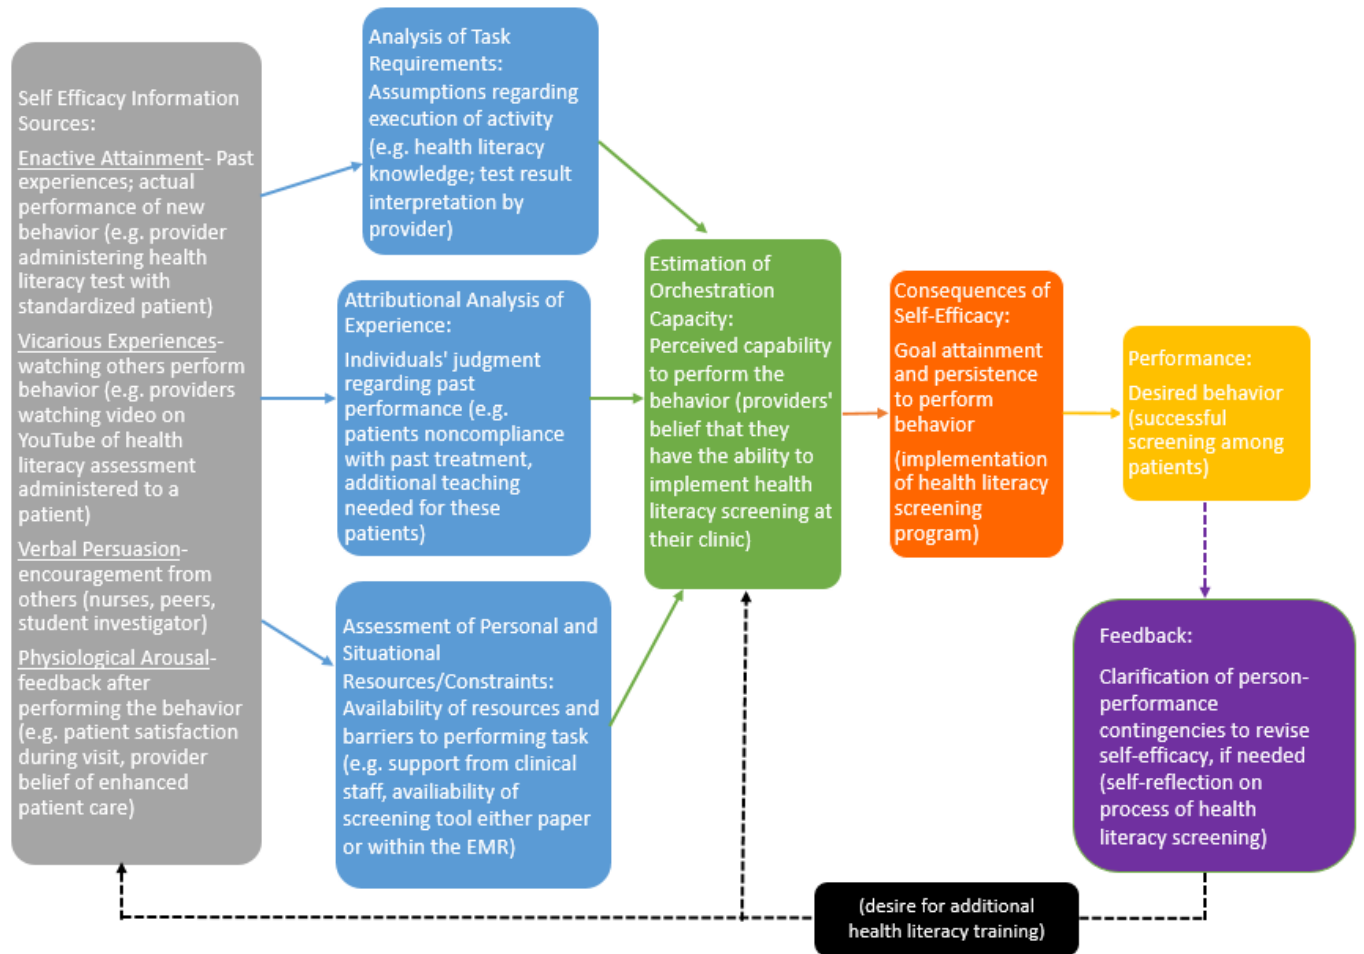 Self Efficacy Information
Sources:
Enactive Attainment- Past
experiences; actual
performance of new
behavior (e.g. provider
administering health
literacy test with
standardized patient)
Vicarious Experiences-
watching others perform
behavior (e.g. providers
watching video on
YouTube of health
literacy assessment
administered to a
patient)
Verbal Persuasion-
encouragement from
others (nurses, peers,
student investigator)
Physiological Arousal-
feedback after
performing the behavior
(e.g. patient satisfaction
during visit, provider
belief of enhanced
patient care)
Analysis of Task
Requirements:
Assumptions regarding
execution of activity
(e.g. health literacy
knowledge; test result
interpretation by
provider)
Attributional Analysis of
Experience:
Individuals' judgment
regarding past
performance (e.g.
patients noncompliance
with past treatment,
additional teaching
needed for these
patients)
Assessment of Personal and
Situational
Resources/Constraints:
Availability of resources and
barriers to performing task
(e.g. support from clinical
staff, availiability of
screening tool either paper
or within the EMR)
Estimation of
Orchestration
Capacity:
Perceived capability
to perform the
behavior (providers'
belief that they
have the ability to
implement health
literacy screening at
their clinic)
Consequences of
Self-Efficacy:
Goal attainment
and persistence
to perform
behavior
(implementation
of health literacy
screening
program)
Performance:
Desired behavior
(successful
screening among
patients)
Feedback:
Clarification of person-
performance
contingencies to revise
self-efficacy, if needed
(self-reflection on
process of health
literacy screening)
(desire for additional
health literacy training)